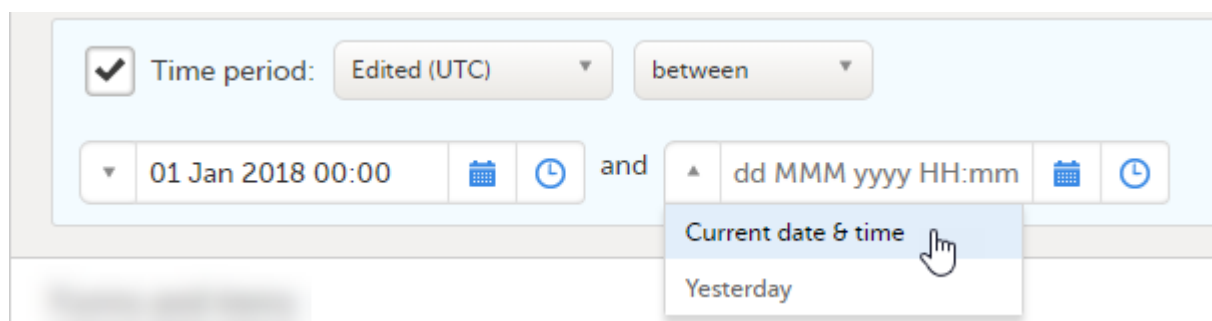 Time period: Edited (UTC) between
01 Jan 2018 00:00 and dd MMM yyyy HH:mm
Current date & time
Yesterday